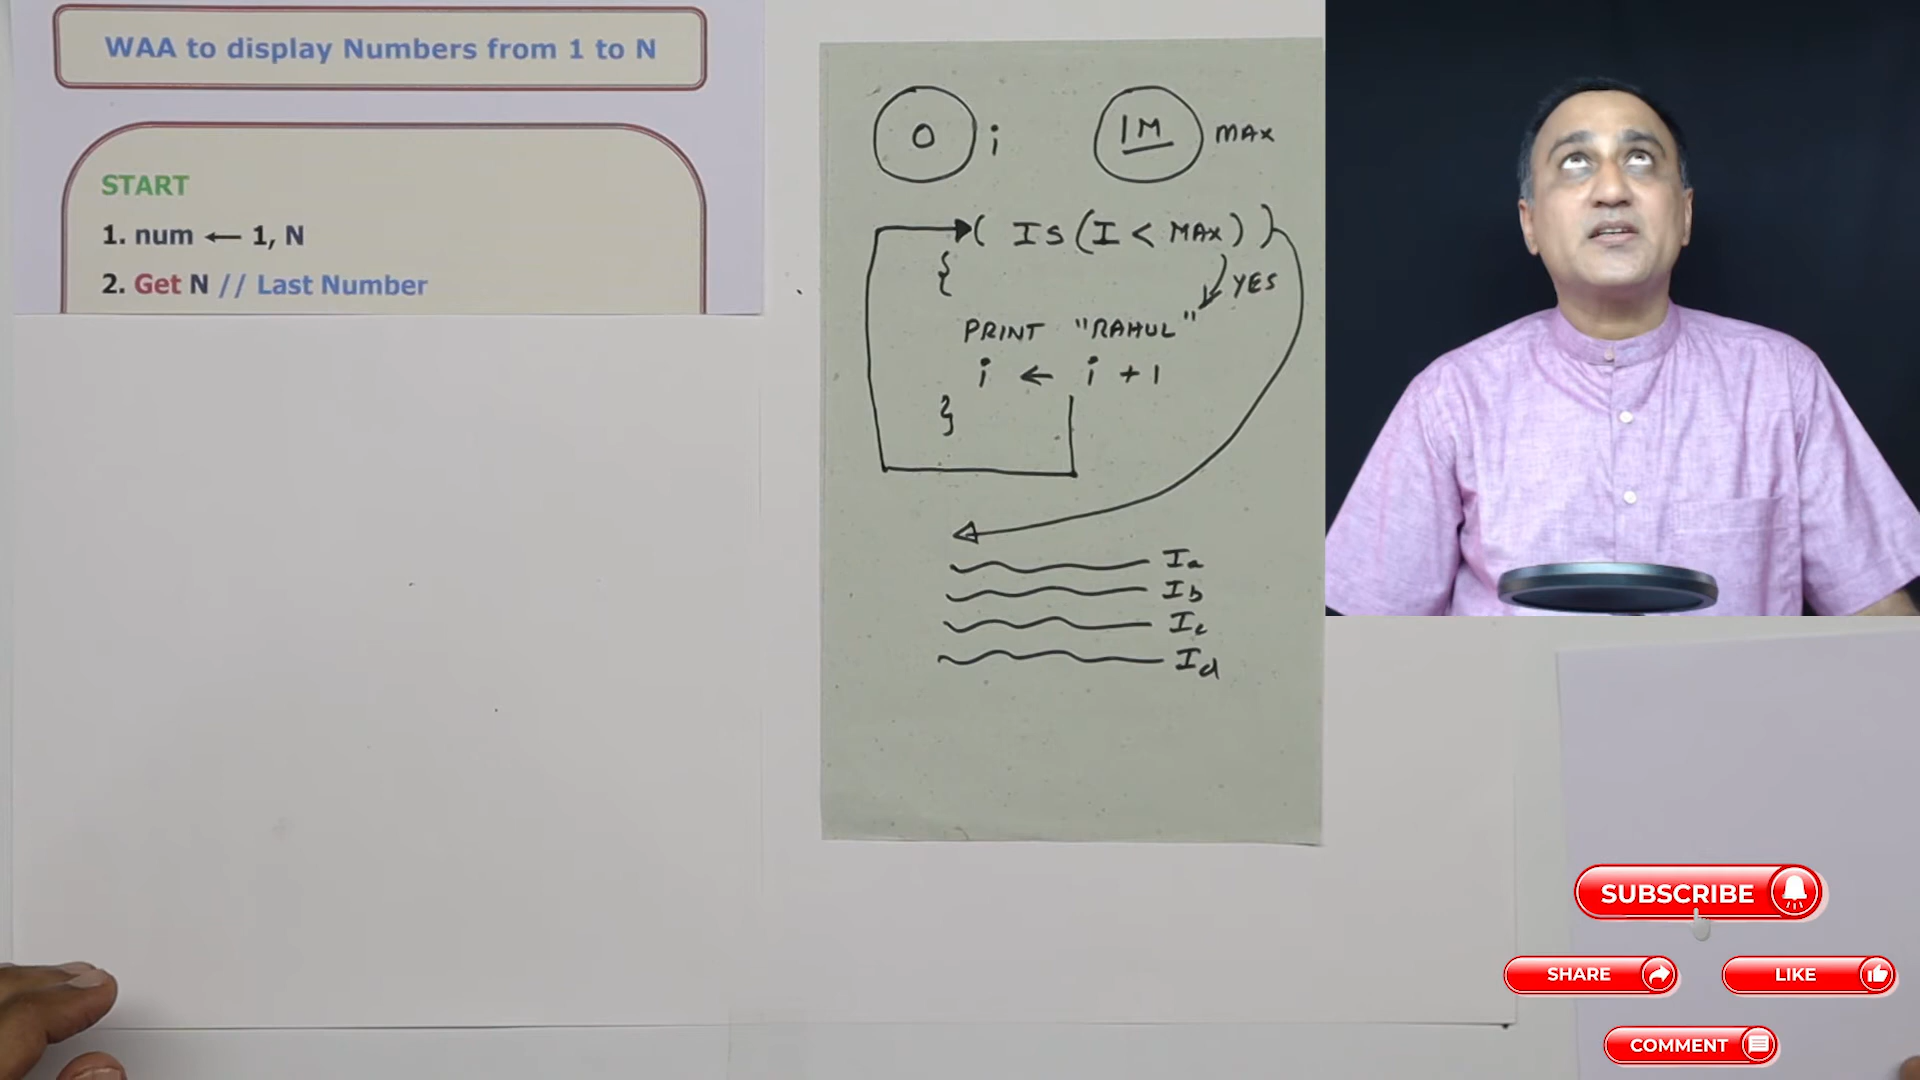 WAA to display Numbers from 1 to N
START
1. num ← 1, N
2. Get N // Last Number
0 i
1M MAX
( IS (I < MAX) )
{
YES
PRINT "RAHUL"
i ← i + 1
}
Ia
Ib
Ic
Id
SUBSCRIBE
SHARE
LIKE
COMMENT